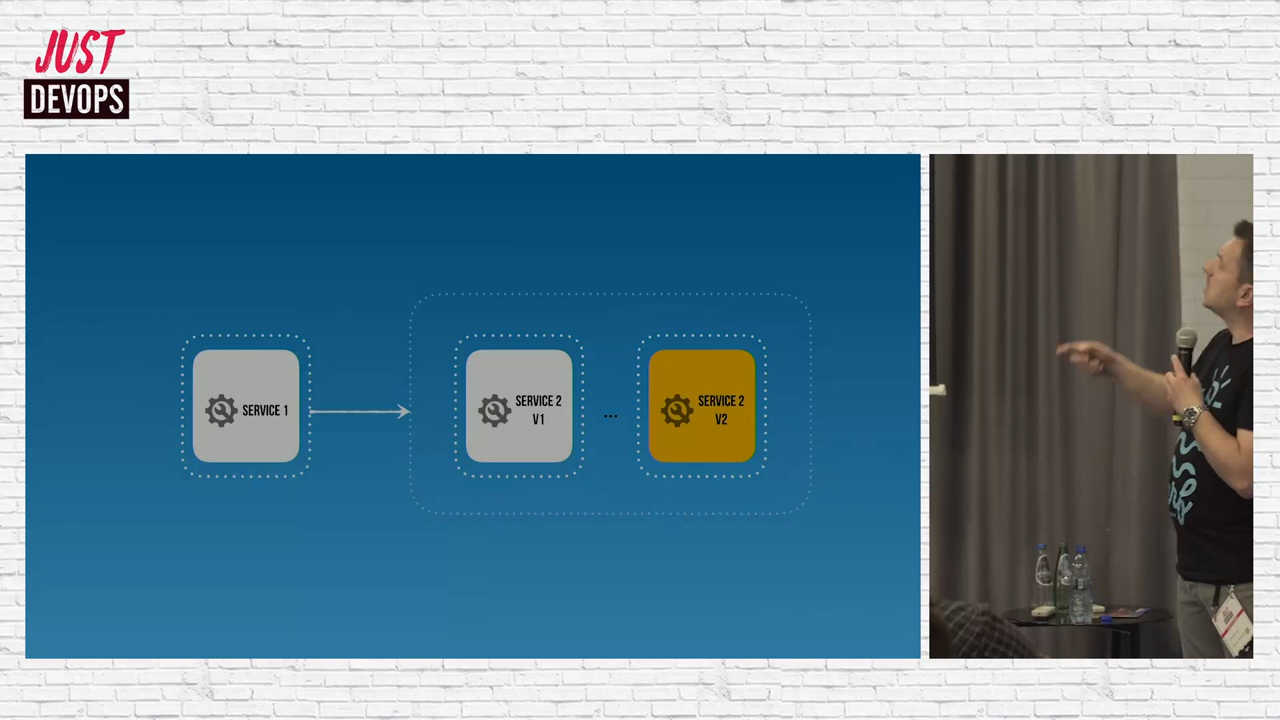 JUST
DEVOPS
SERVICE 1
SERVICE 2
V1
...
SERVICE 2
V2